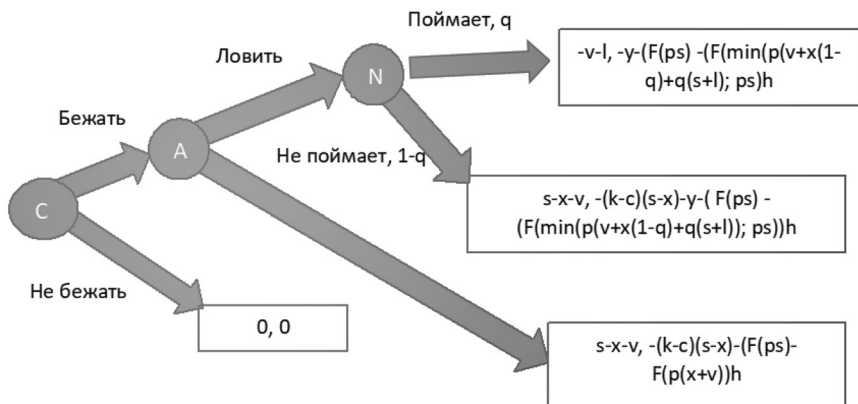 Поймает, q
-v-l, -y-(F(ps) -(F(min(p(v+x(1-
q)+q(s+l); ps)h
Ловить
N
Бежать
A
Не поймает, 1-q
s-x-v, -(k-c)(s-x)-y-( F(ps) -
(F(min(p(v+x(1-q)+q(s+l)); ps))h
C
Не бежать
0, 0
s-x-v, -(k-c)(s-x)-(F(ps)-
F(p(x+v))h